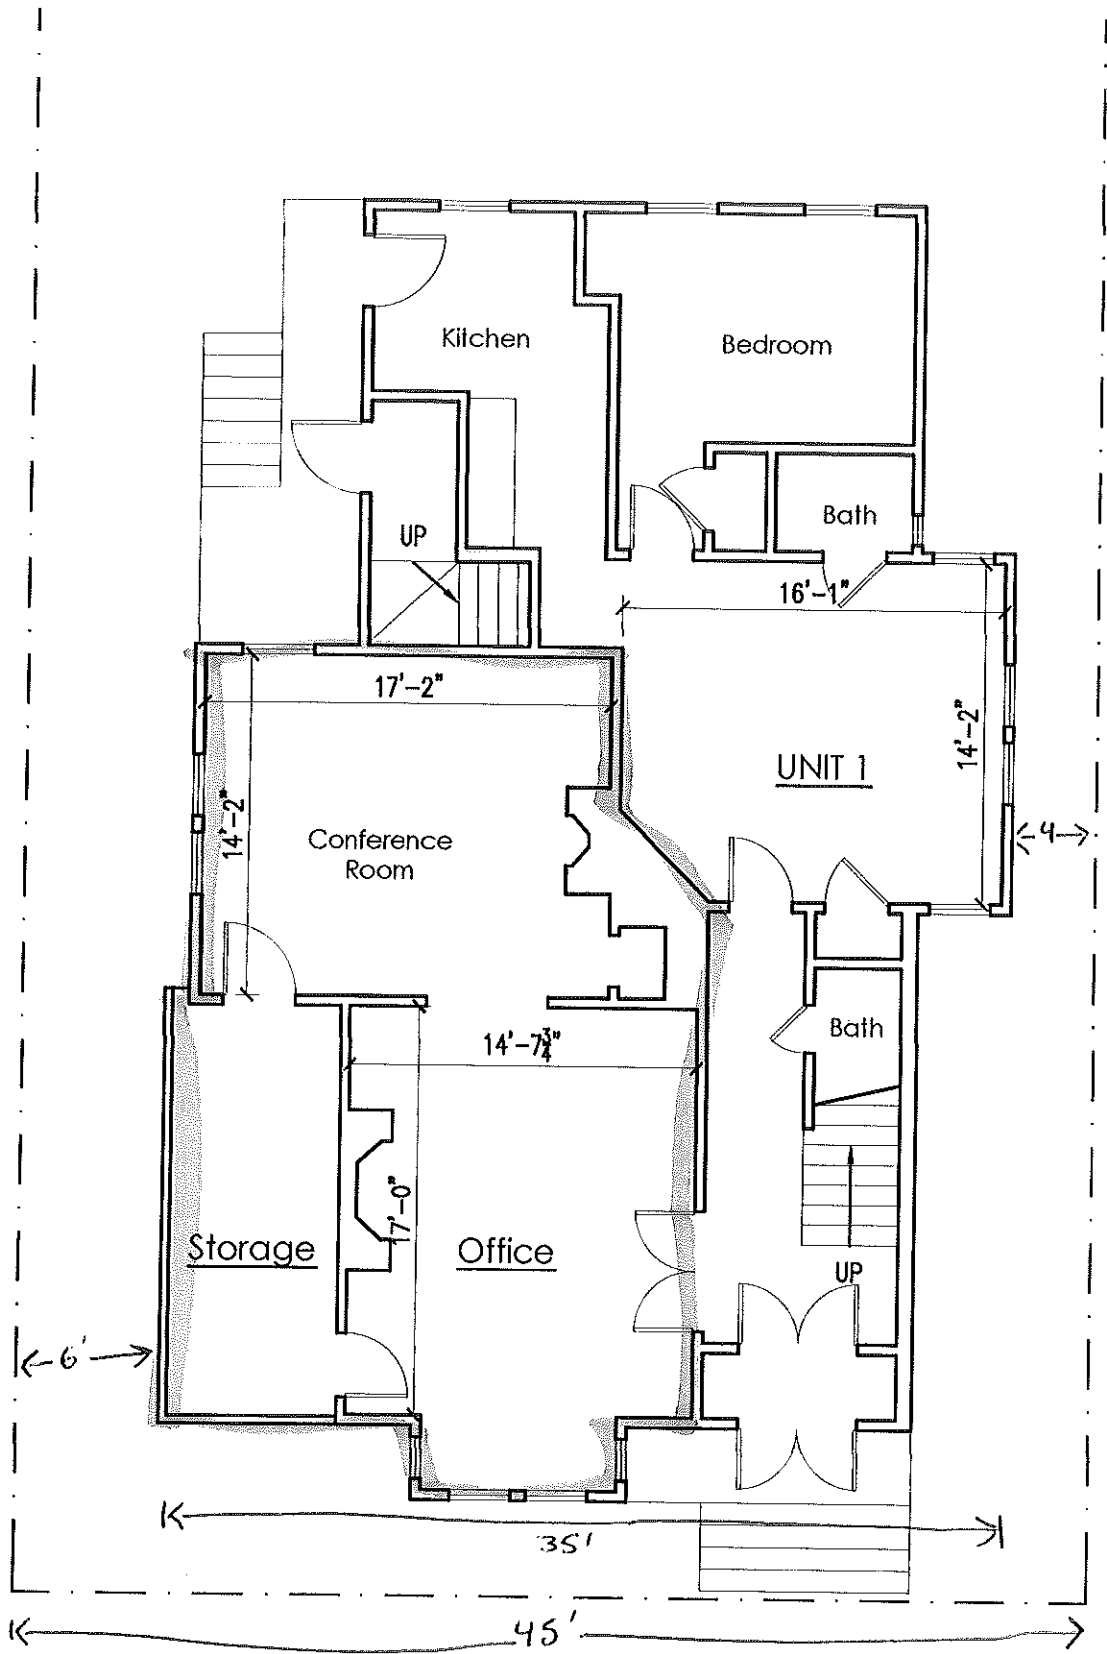 Kitchen
Bedroom
Bath
UP
16'-1"
17'-2"
14'-2"
UNIT 1
14'-2"
Conference
Room
4
14'-7¾"
Bath
17'-0"
Storage
Office
UP
6'
35'
45'